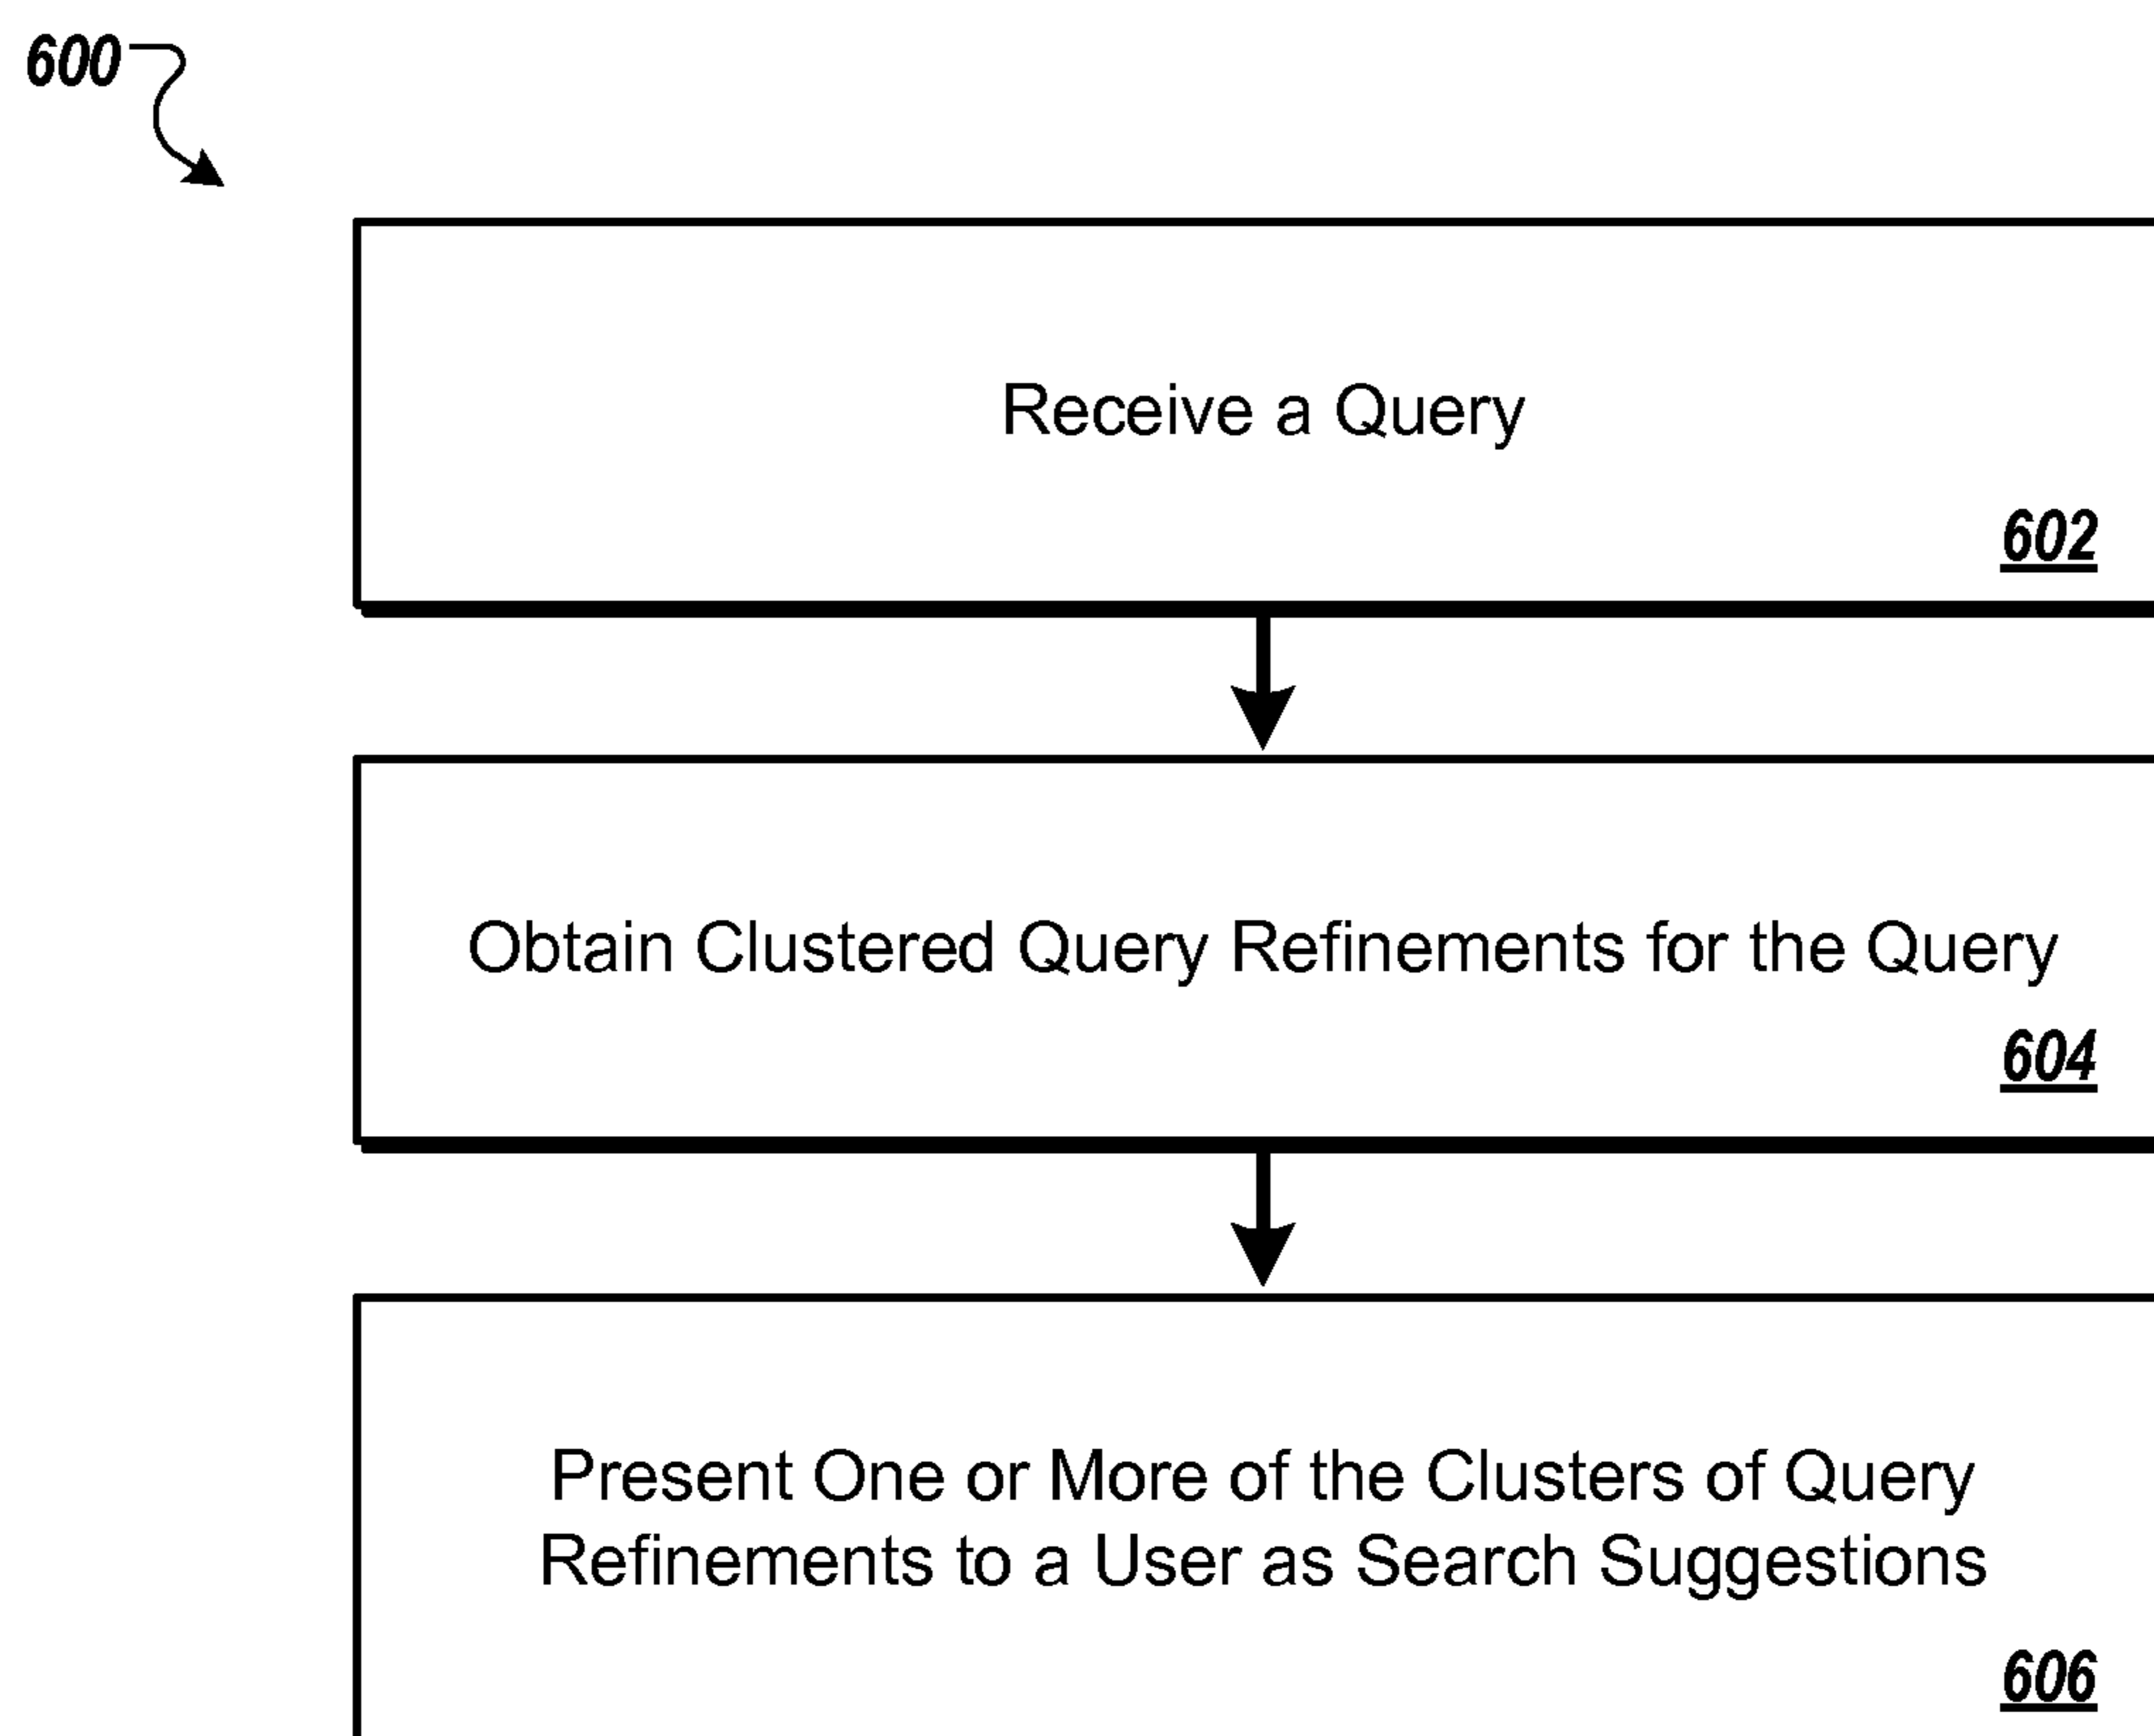 600
Receive a Query
602
Obtain Clustered Query Refinements for the Query
604
Present One or More of the Clusters of Query
Refinements to a User as Search Suggestions
606